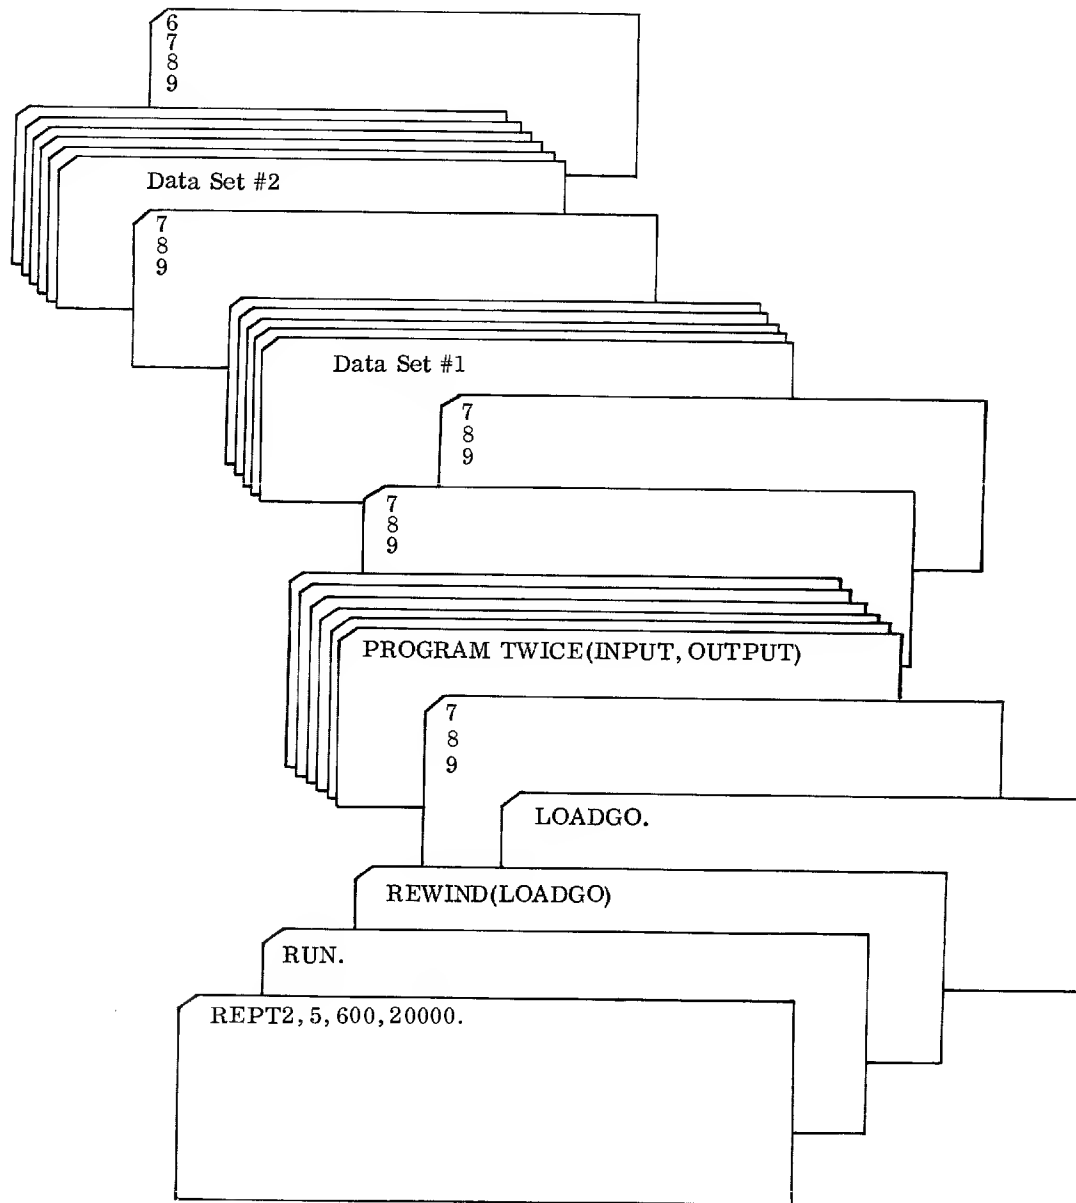 6
7
8
9
Data Set #2
7
8
9
Data Set #1
7
8
9
7
8
9
PROGRAM TWICE(INPUT, OUTPUT)
7
8
9
LOADGO.
REWIND(LOADGO)
RUN.
REPT2, 5, 600, 20000.